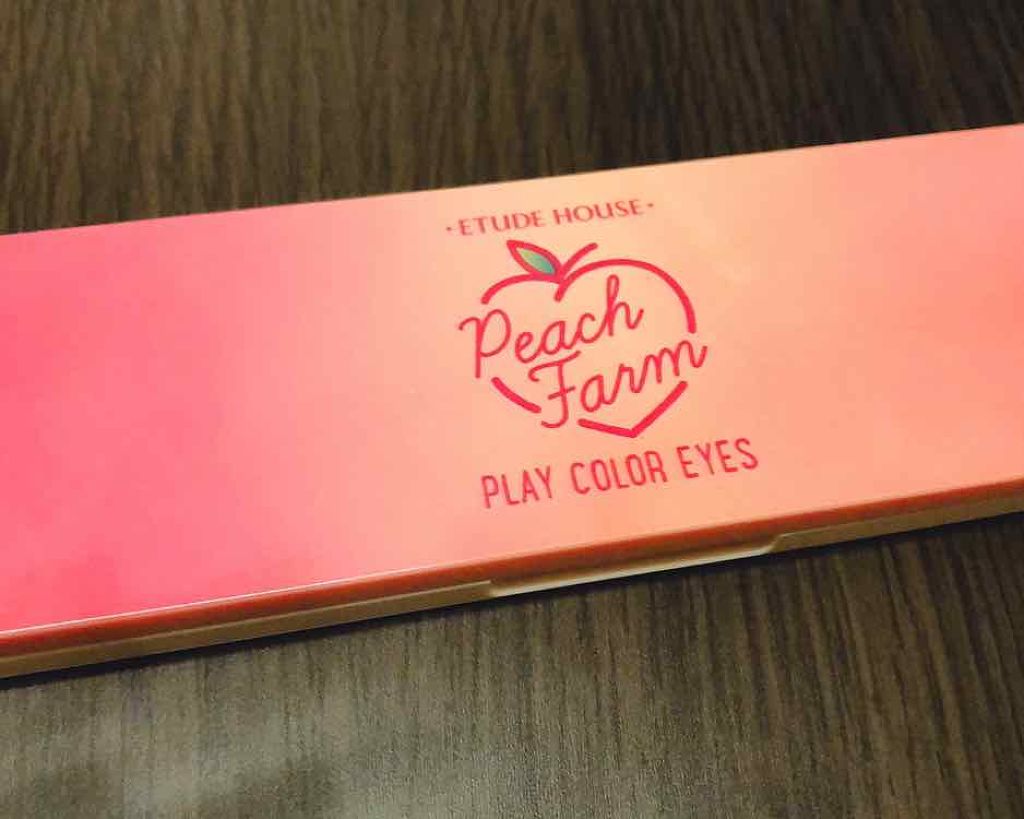 ·ETUDE HOUSE·
Peach
Farm
PLAY COLOR EYES